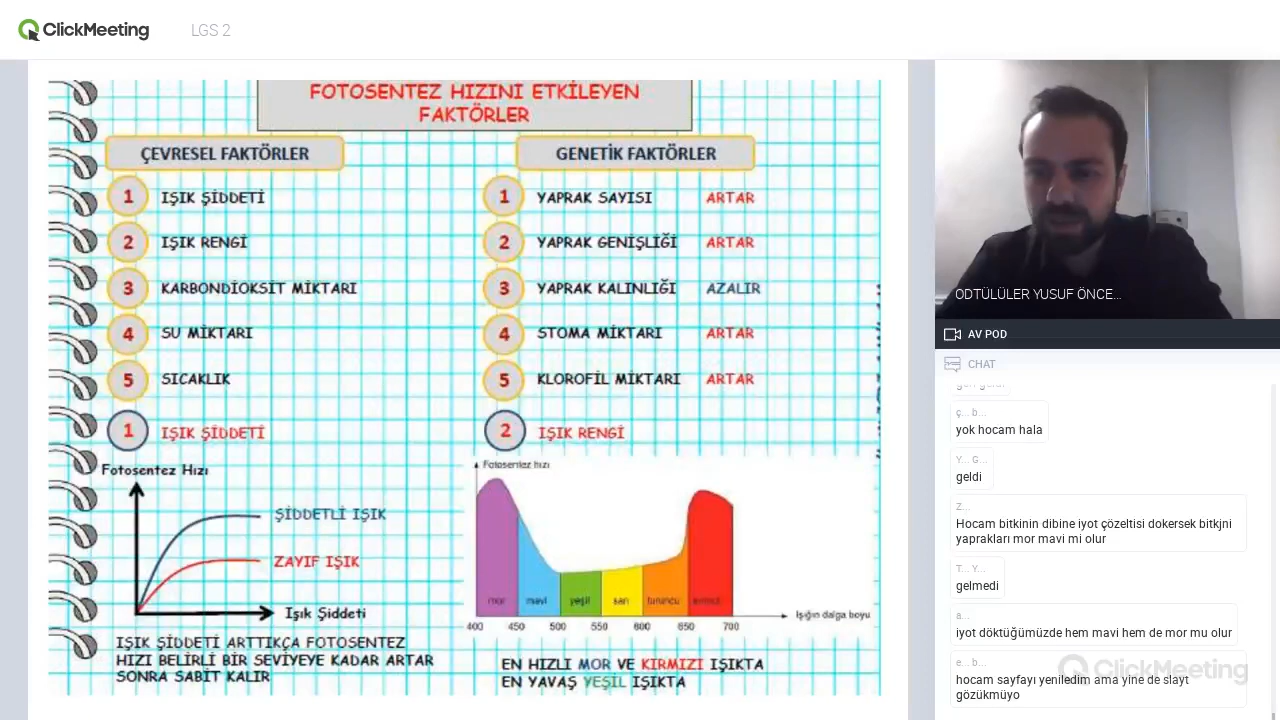 ClickMeeting
LGS 2
FOTOSENTEZ HIZINI ETKİLEYEN
FAKTÖRLER
ÇEVRESEL FAKTÖRLER
1 IŞIK ŞİDDETİ
2 IŞIK RENGİ
3 KARBONDİOKSİT MİKTARI
4 SU MİKTARI
5 SICAKLIK
GENETİK FAKTÖRLER
1 YAPRAK SAYISI ARTAR
2 YAPRAK GENİŞLİĞİ ARTAR
3 YAPRAK KALINLIĞI AZALIR
4 STOMA MİKTARI ARTAR
5 KLOROFİL MİKTARI ARTAR
1 IŞIK ŞİDDETİ
Fotosentez Hızı
ŞİDDETLİ IŞIK
ZAYIF IŞIK
Işık Şiddeti
IŞIK ŞİDDETİ ARTTIKÇA FOTOSENTEZ
HIZI BELİRLİ BİR SEVİYEYE KADAR ARTAR
SONRA SABİT KALIR
2 IŞIK RENGİ
Fotosentez hızı
mor mavi yeşil sarı turuncu kırmızı
Işığın dalga boyu
400 450 500 550 600 650 700
EN HIZLI MOR VE KIRMIZI IŞIKTA
EN YAVAŞ YEŞİL IŞIKTA
ODTÜLÜLER YUSUF ÖNCE...
AV POD
CHAT
ç... b...
yok hocam hala
Y... G...
geldi
Z...
Hocam bitkinin dibine iyot çözeltisi dokersek bitkjni
yaprakları mor mavi mi olur
T... Y...
gelmedi
a...
iyot döktüğümüzde hem mavi hem de mor mu olur
e... b...
hocam sayfayı yeniledim ama yine de slayt
gözükmüyo
ClickMeeting